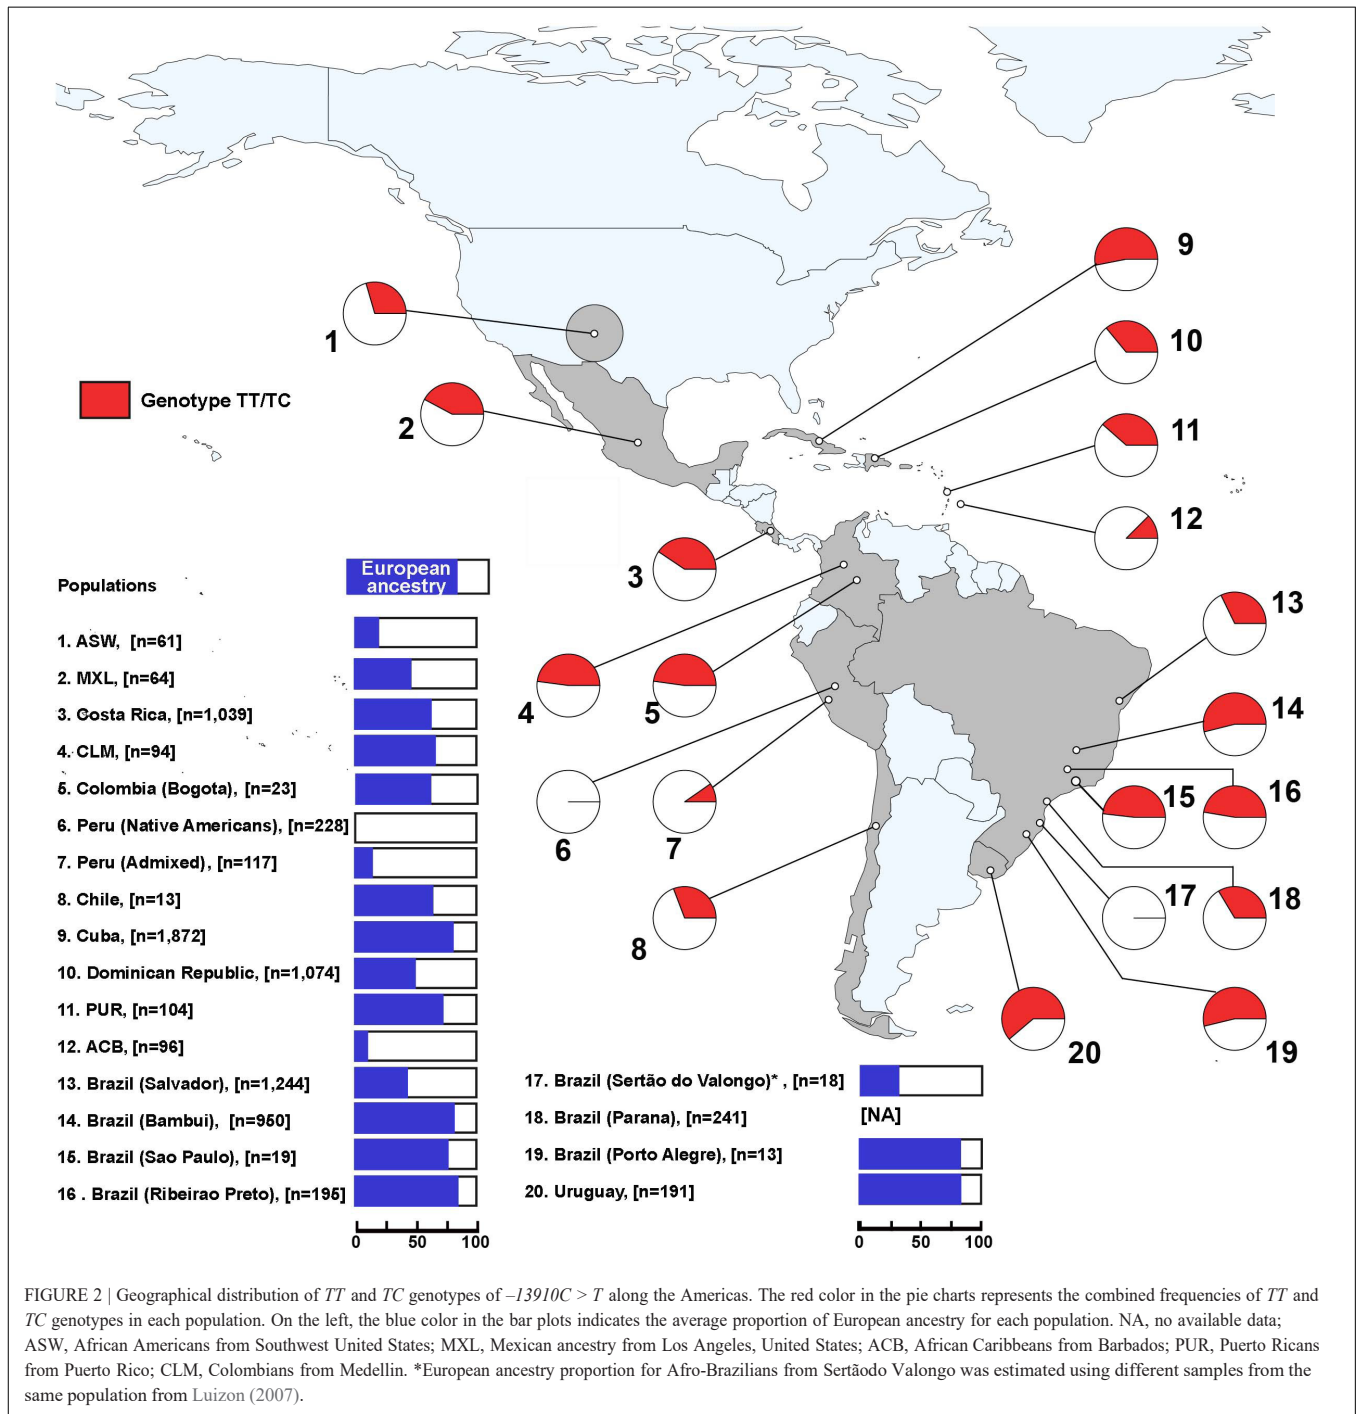 1
2
9
10
11
12
Genotype TT/TC
3
4
5
6
7
8
13
14
15
16
17
18
19
20
Populations
European
ancestry
1. ASW, [n=61]
2. MXL, [n=64]
3. Costa Rica, [n=1,039]
4. CLM, [n=94]
5. Colombia (Bogota), [n=23]
6. Peru (Native Americans), [n=228]
7. Peru (Admixed), [n=117]
8. Chile, [n=13]
9. Cuba, [n=1,872]
10. Dominican Republic, [n=1,074]
11. PUR, [n=104]
12. ACB, [n=96]
13. Brazil (Salvador), [n=1,244]
14. Brazil (Bambui), [n=950]
15. Brazil (Sao Paulo), [n=19]
16 . Brazil (Ribeirao Preto), [n=195]
0 50 100
17. Brazil (Sertão do Valongo)* , [n=18]
18. Brazil (Parana), [n=241] [NA]
19. Brazil (Porto Alegre), [n=13]
20. Uruguay, [n=191]
0 50 100
FIGURE 2 | Geographical distribution of TT and TC genotypes of –13910C > T along the Americas. The red color in the pie charts represents the combined frequencies of TT and
TC genotypes in each population. On the left, the blue color in the bar plots indicates the average proportion of European ancestry for each population. NA, no available data;
ASW, African Americans from Southwest United States; MXL, Mexican ancestry from Los Angeles, United States; ACB, African Caribbeans from Barbados; PUR, Puerto Ricans
from Puerto Rico; CLM, Colombians from Medellin. *European ancestry proportion for Afro-Brazilians from Sertãodo Valongo was estimated using different samples from the
same population from Luizon (2007).